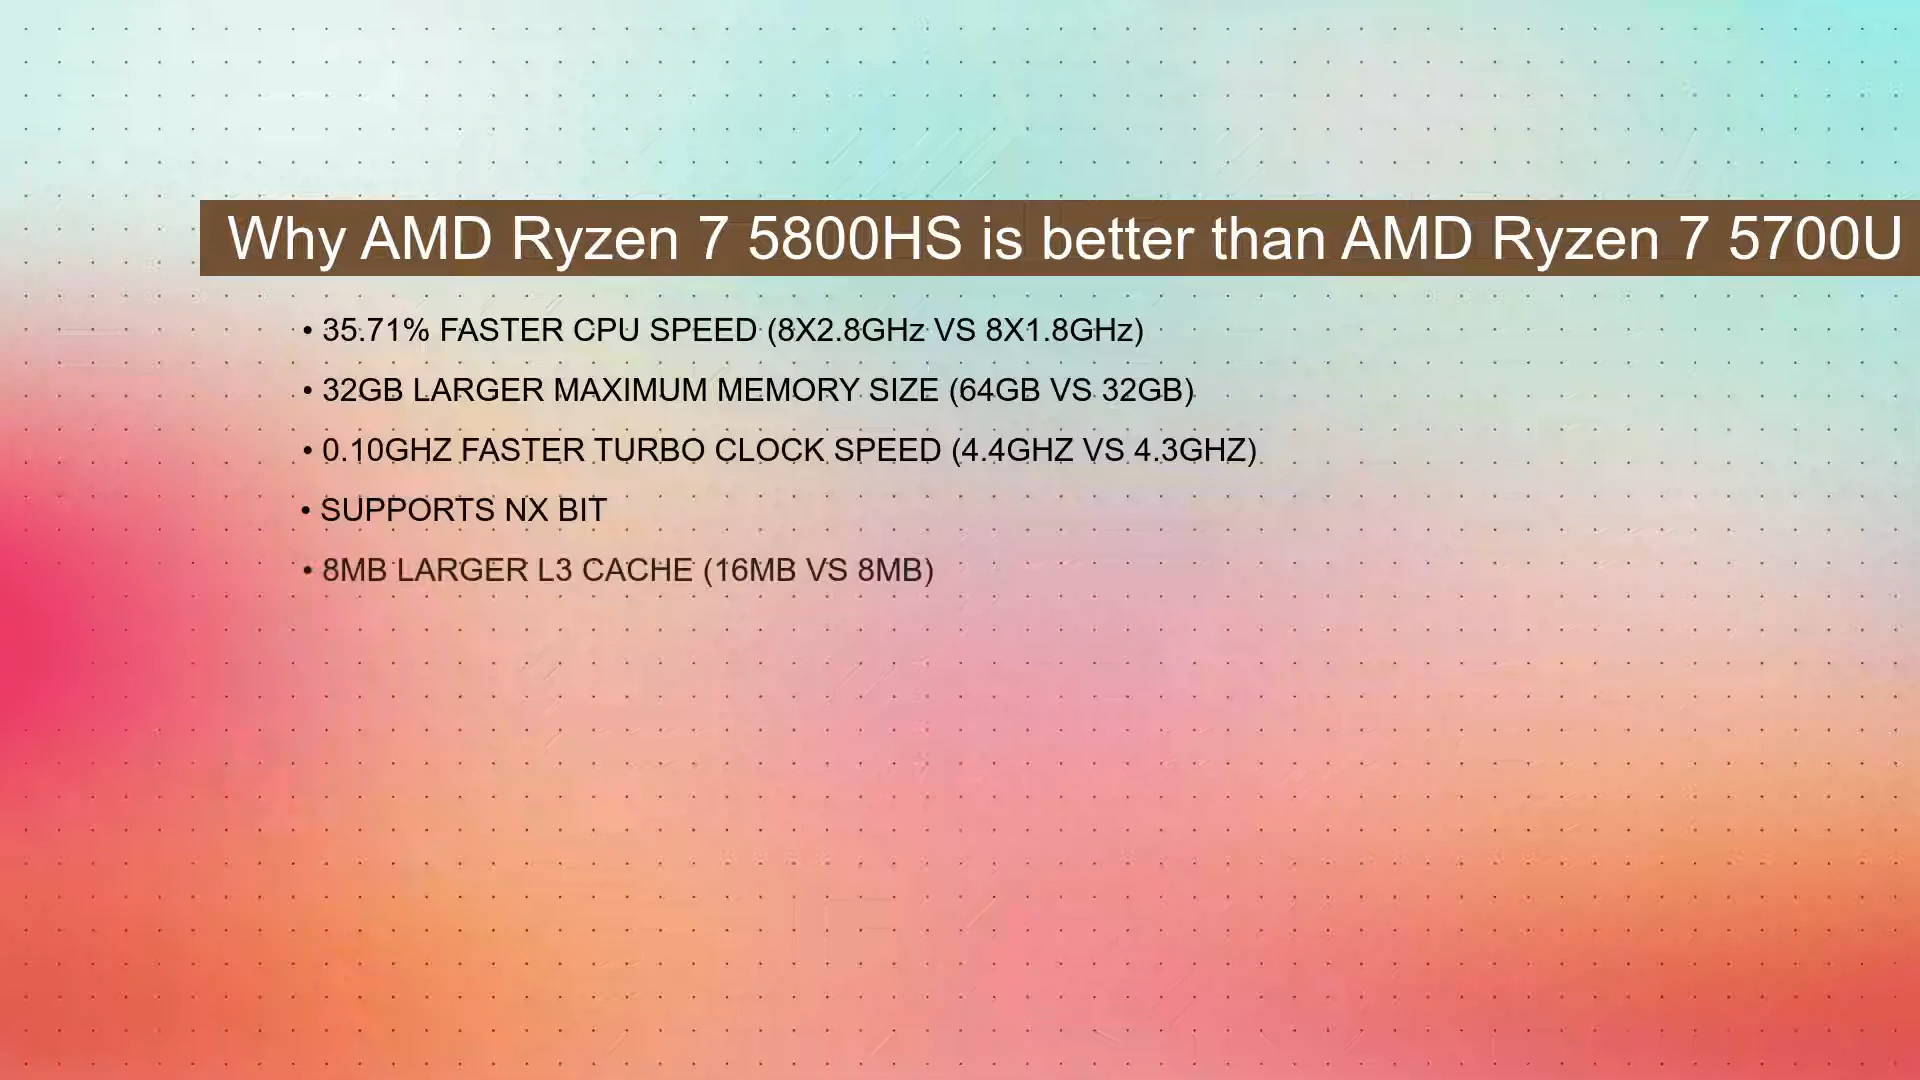 Why AMD Ryzen 7 5800HS is better than AMD Ryzen 7 5700U
• 35.71% FASTER CPU SPEED (8X2.8GHz VS 8X1.8GHz)
• 32GB LARGER MAXIMUM MEMORY SIZE (64GB VS 32GB)
• 0.10GHZ FASTER TURBO CLOCK SPEED (4.4GHZ VS 4.3GHZ)
• SUPPORTS NX BIT
• 8MB LARGER L3 CACHE (16MB VS 8MB)